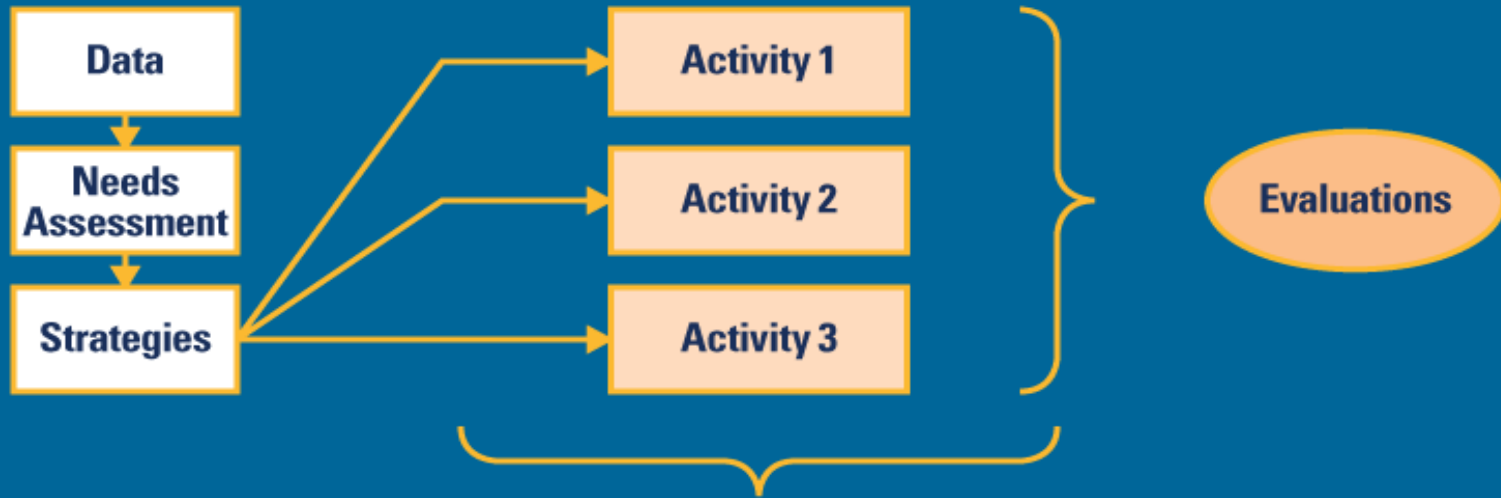 Data
Needs
Assessment
Strategies
Activity 1
Activity 2
Activity 3
Evaluations